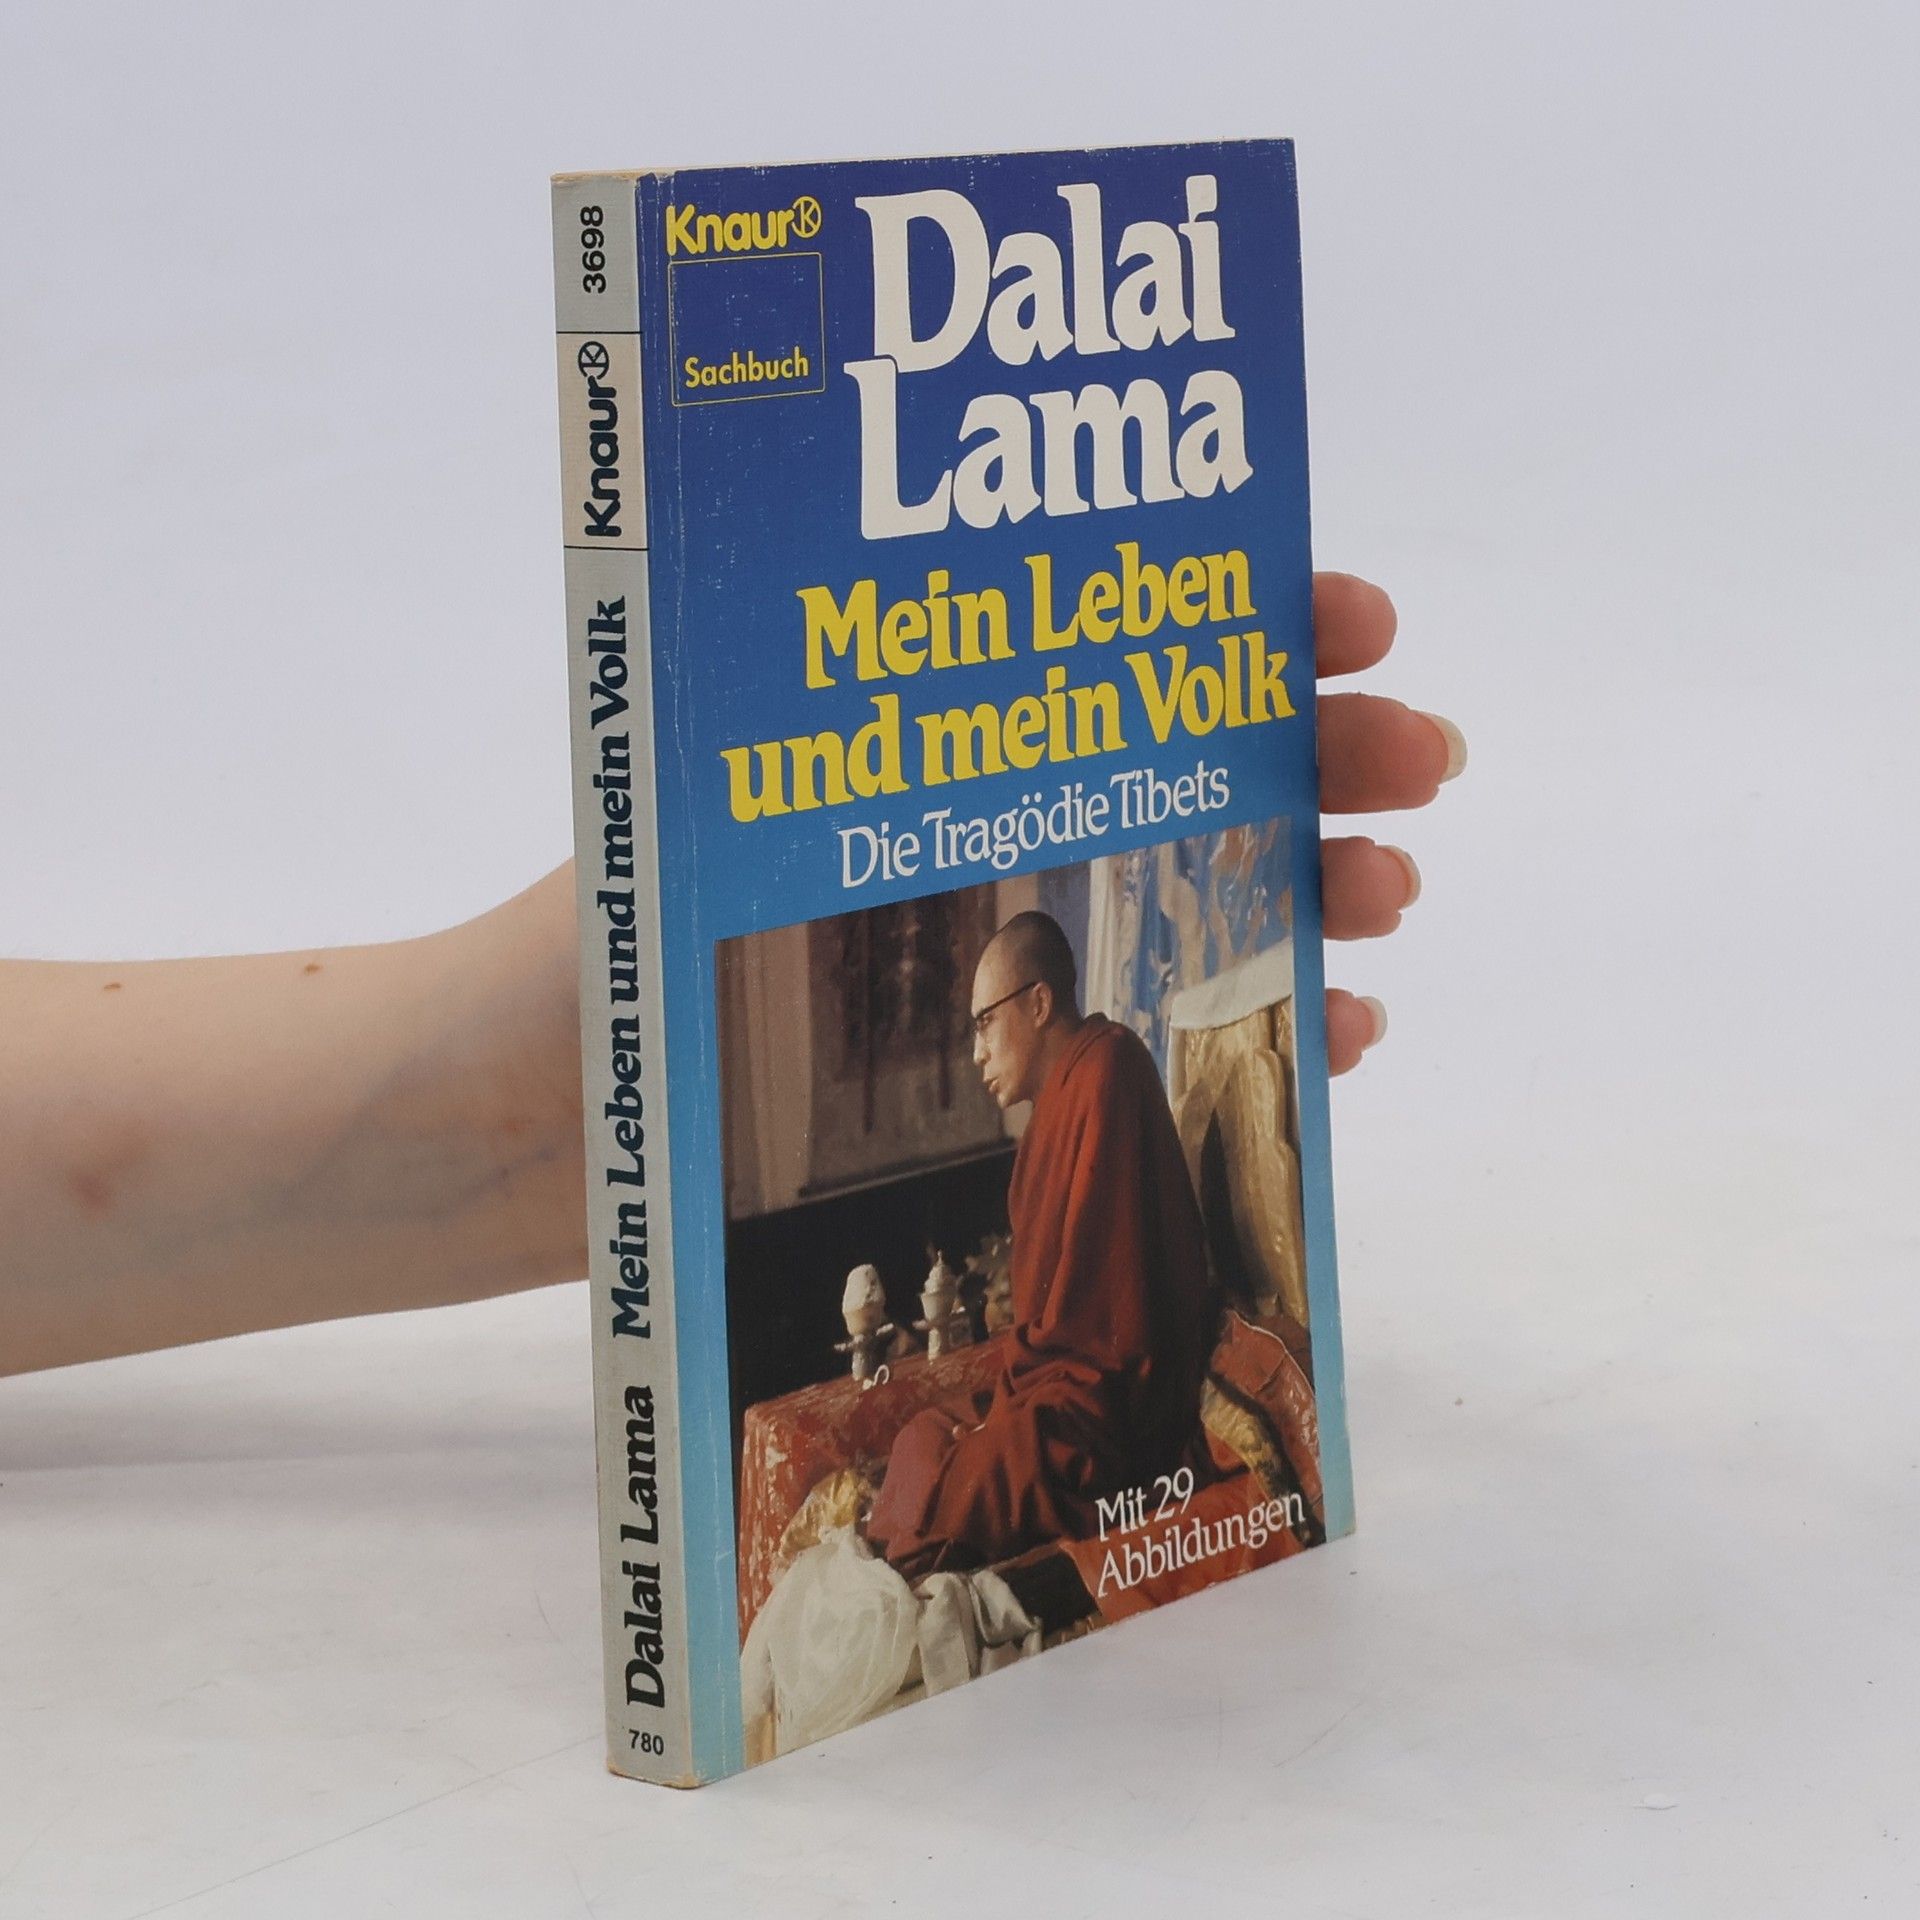 3698
Knaur
Mein Leben und mein Volk
Dalai Lama
780
Knaur
Sachbuch
Dalai
Lama
Mein Leben
und mein Volk
Die Tragödie Tibets
Mit 29
Abbildungen